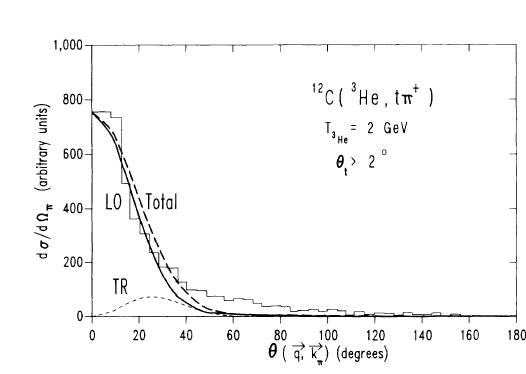 1,000
800
600
400
200
0
dσ/dΩπ (arbitrary units)
¹²C(³He, tπ⁺)
T³He = 2 GeV
θt > 2°
LO Total
TR
0 20 40 60 80 100 120 140 160 180
θ(q⃗, k⃗π) (degrees)